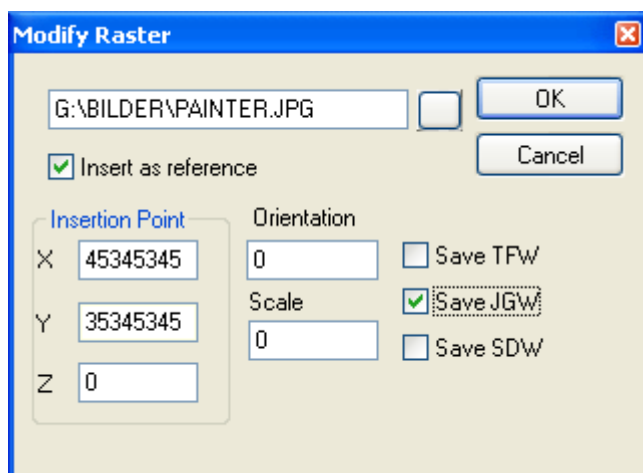 Modify Raster
G:\BILDER\PAINTER.JPG
OK
Cancel
Insert as reference
Insertion Point
X 45345345
Y 35345345
Z 0
Orientation
0
Scale
0
Save TFW
Save JGW
Save SDW